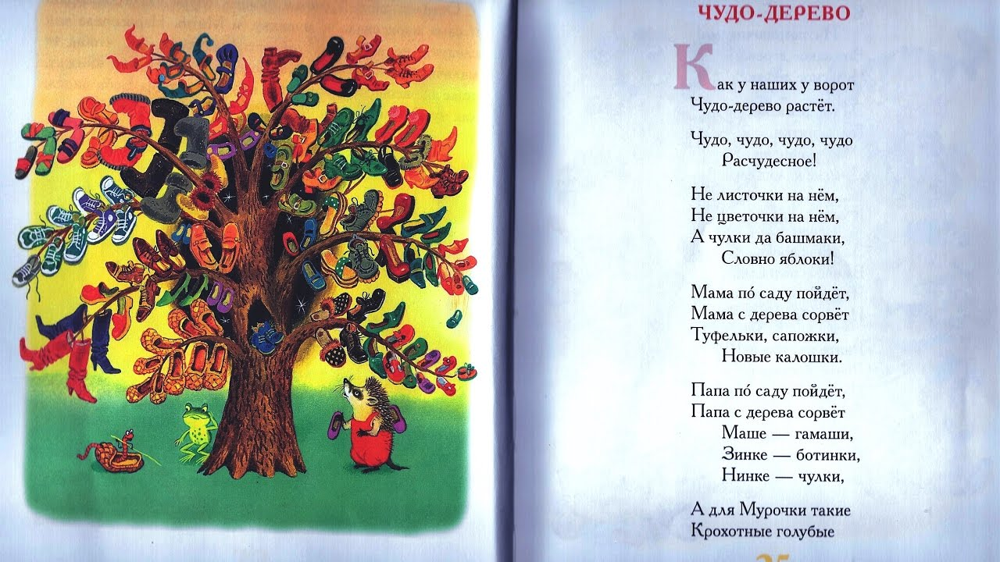 ЧУДО-ДЕРЕВО
Как у наших у ворот
Чудо-дерево растёт.
Чудо, чудо, чудо, чудо
Расчудесное!
Не листочки на нём,
Не цветочки на нём,
А чулки да башмаки,
Словно яблоки!
Мама по́ саду пойдёт,
Мама с дерева сорвёт
Туфельки, сапожки,
Новые калошки.
Папа по́ саду пойдёт,
Папа с дерева сорвёт
Маше — гамаши,
Зинке — ботинки,
Нинке — чулки,
А для Мурочки такие
Крохотные голубые